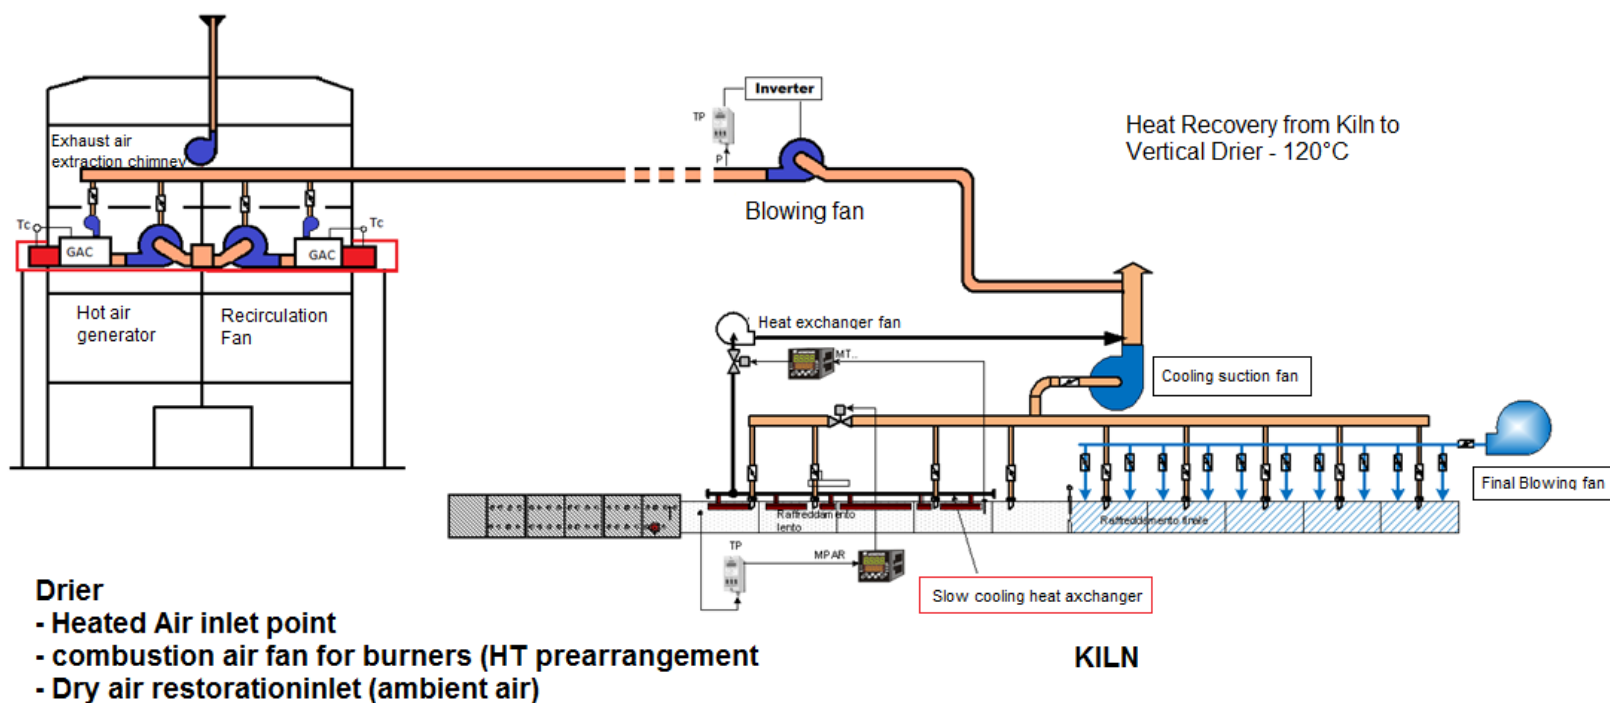 Inverter
TP
P
Heat Recovery from Kiln to
Vertical Drier - 120°C
Exhaust air
extraction chimney
Blowing fan
Tc
Tc
GAC
GAC
Hot air
generator
Recirculation
Fan
Heat exchanger fan
MT..
Cooling suction fan
Final Blowing fan
Raffreddamento
lento
Raffreddamento finale
TP
MPAR
Slow cooling heat axchanger
Drier
- Heated Air inlet point
- combustion air fan for burners (HT prearrangement
- Dry air restorationinlet (ambient air)
KILN